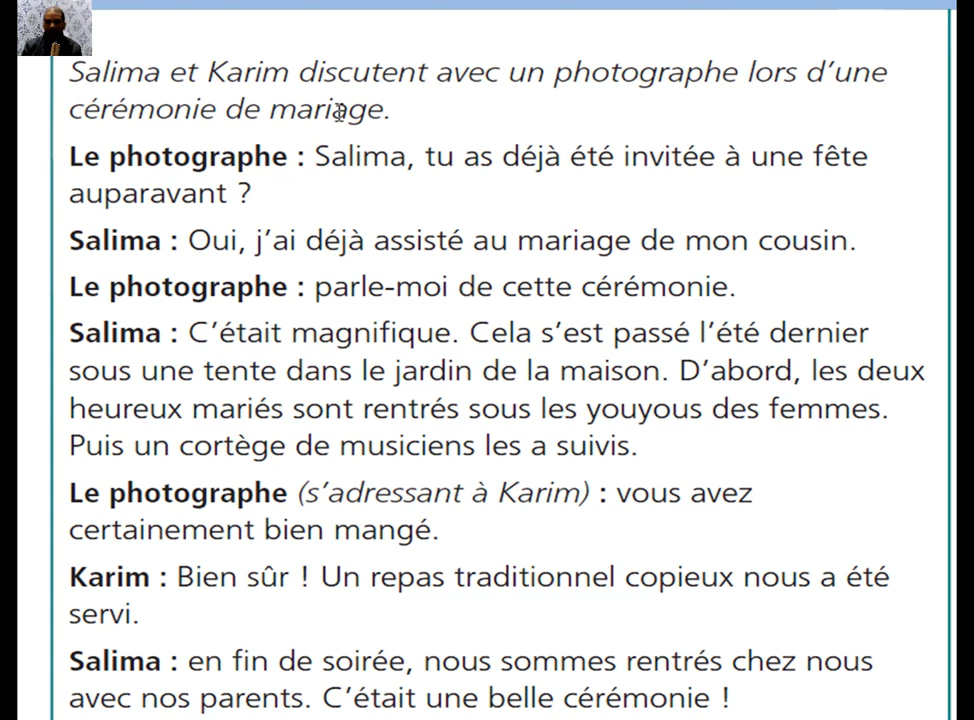 Salima et Karim discutent avec un photographe lors d’une
cérémonie de mariage.
Le photographe : Salima, tu as déjà été invitée à une fête
auparavant ?
Salima : Oui, j’ai déjà assisté au mariage de mon cousin.
Le photographe : parle-moi de cette cérémonie.
Salima : C’était magnifique. Cela s’est passé l’été dernier
sous une tente dans le jardin de la maison. D’abord, les deux
heureux mariés sont rentrés sous les youyous des femmes.
Puis un cortège de musiciens les a suivis.
Le photographe (s’adressant à Karim) : vous avez
certainement bien mangé.
Karim : Bien sûr ! Un repas traditionnel copieux nous a été
servi.
Salima : en fin de soirée, nous sommes rentrés chez nous
avec nos parents. C’était une belle cérémonie !